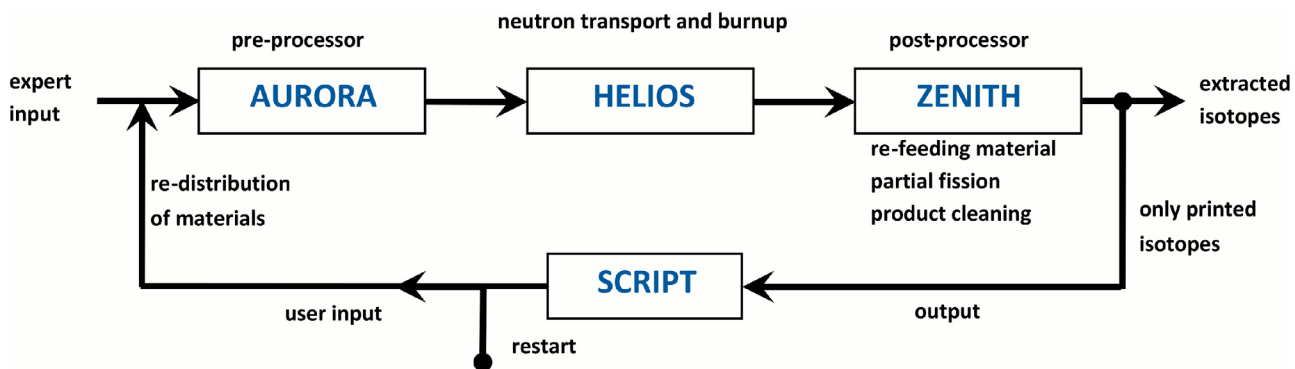 neutron transport and burnup
pre-processor
post-processor
expert
input
AURORA
HELIOS
ZENITH
extracted
isotopes
re-feeding material
partial fission
product cleaning
re-distribution
of materials
only printed
isotopes
SCRIPT
user input
output
restart